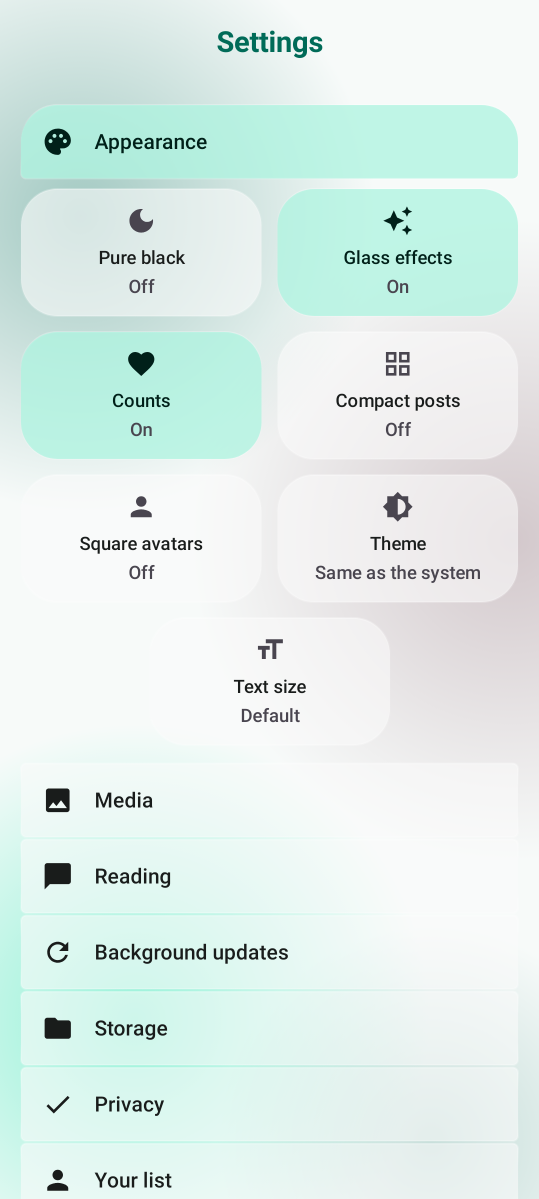 Settings
Appearance
Pure black
Off
Glass effects
On
Counts
On
Compact posts
Off
Square avatars
Off
Theme
Same as the system
Text size
Default
Media
Reading
Background updates
Storage
Privacy
Your list